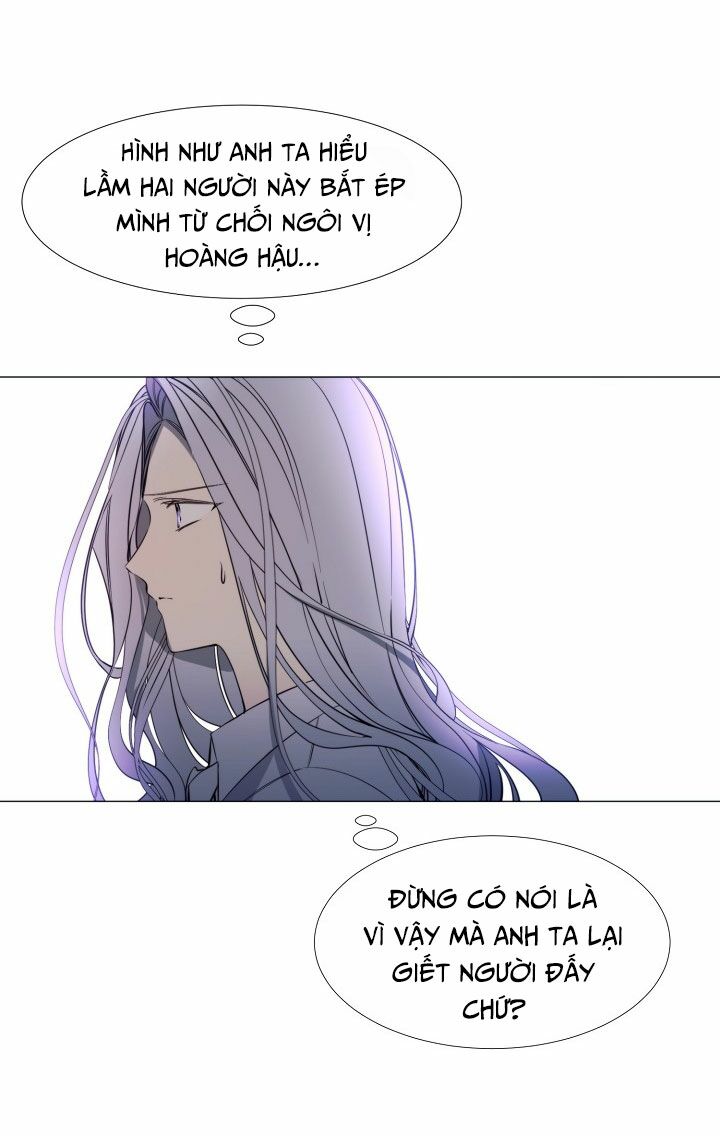 HÌNH NHƯ ANH TA HIỂU
LẦM HAI NGƯỜI NÀY BẮT ÉP
MÌNH TỪ CHỐI NGÔI VỊ
HOÀNG HẬU...
ĐỪNG CÓ NÓI LÀ
VÌ VẬY MÀ ANH TA LẠI
GIẾT NGƯỜI ĐẤY
CHỨ?